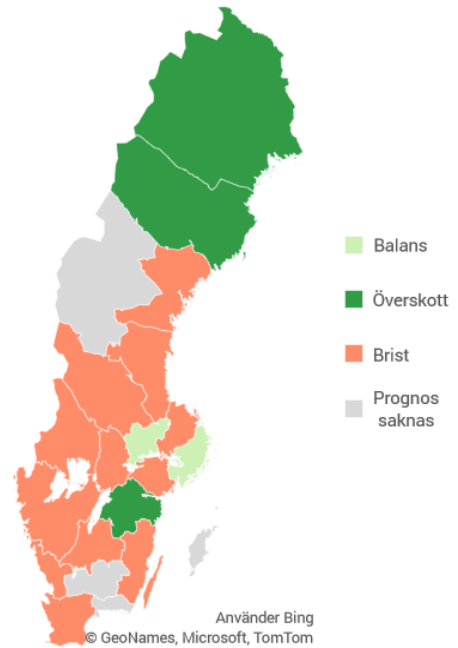 Balans
Överskott
Brist
Prognos
saknas
Använder Bing
© GeoNames, Microsoft, TomTom